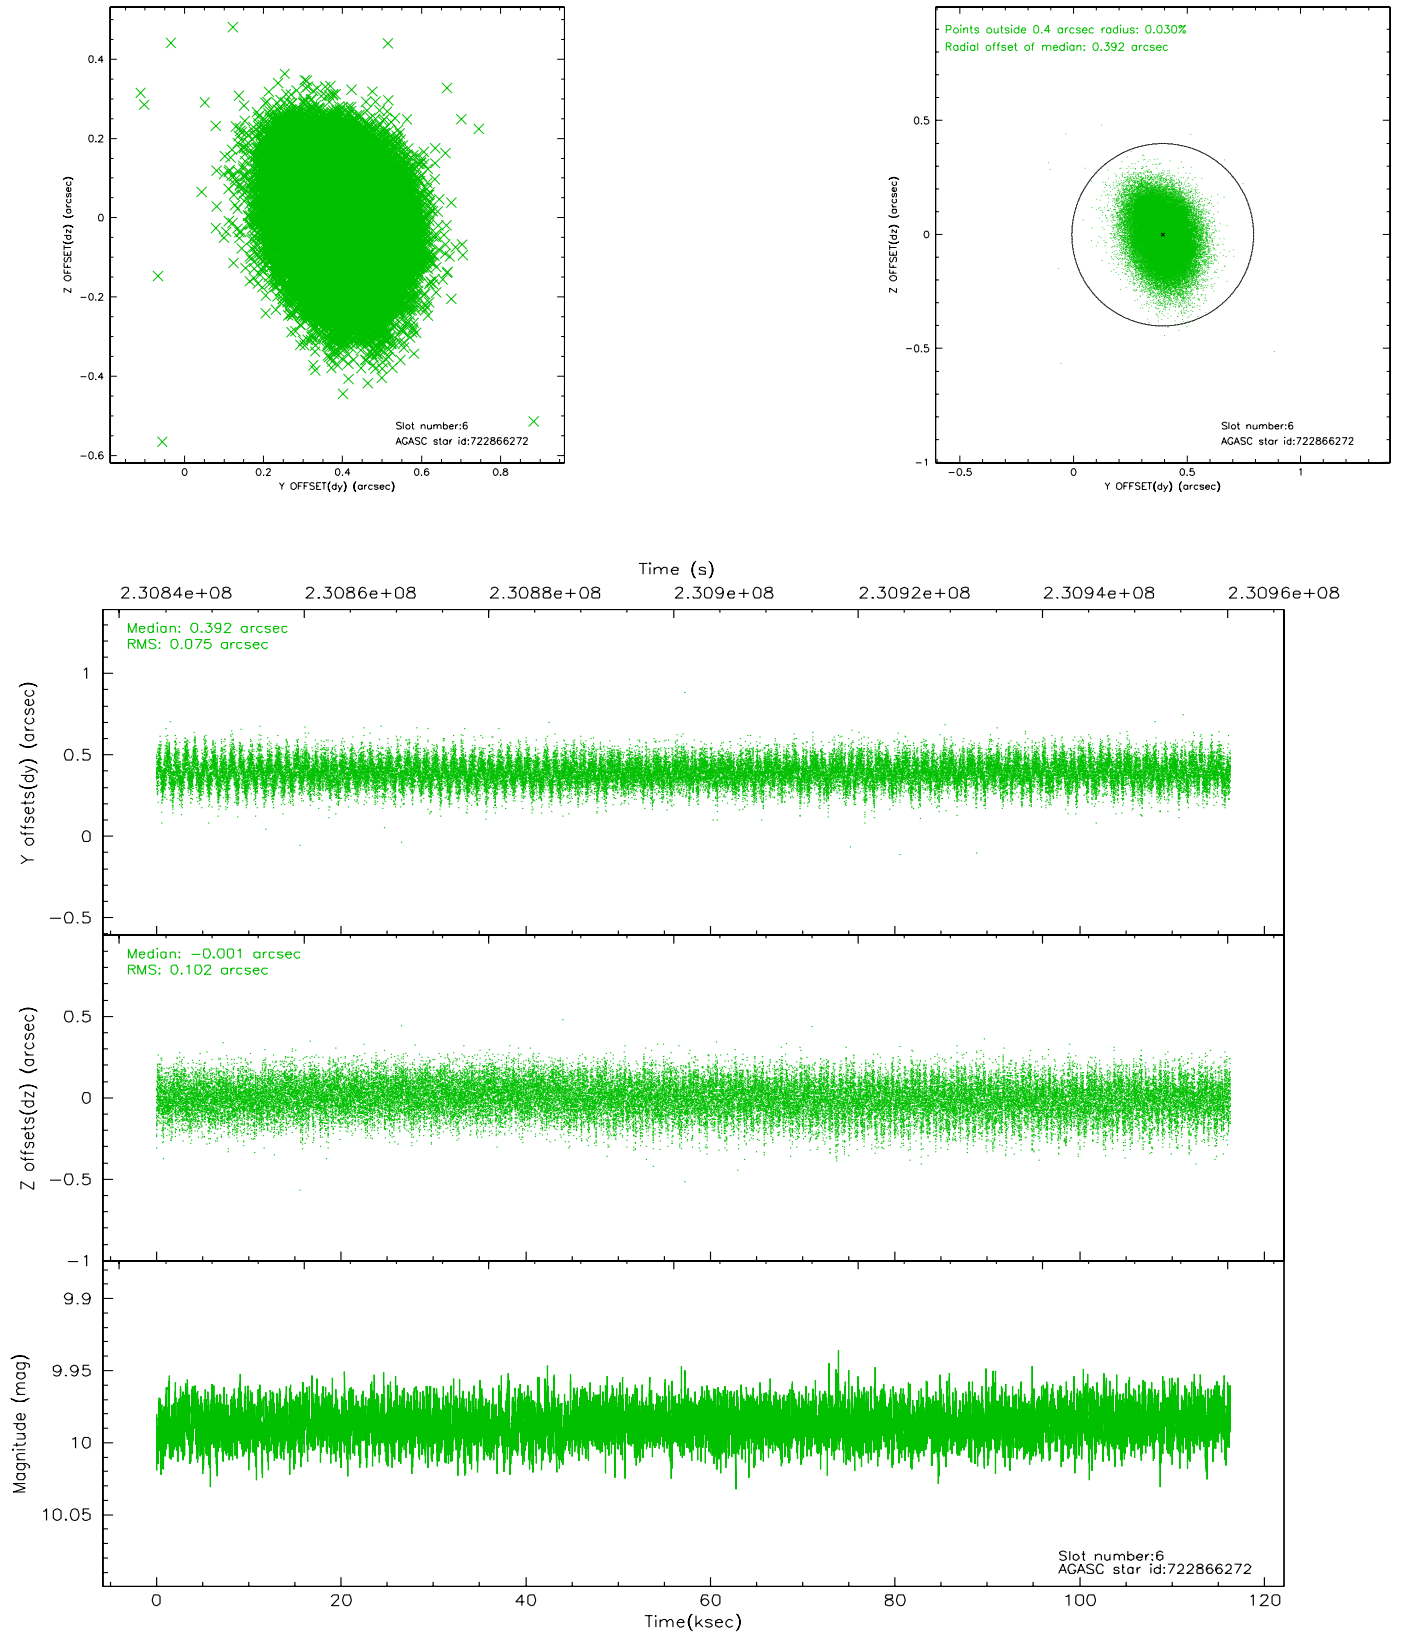 0.4
0.2
0
−0.2
−0.4
−0.6
Z OFFSET(dz) (arcsec)
Slot number:6
AGASC star id:722866272
0
0.2
0.4
0.6
0.8
Y OFFSET(dy) (arcsec)
Points outside 0.4 arcsec radius: 0.030%
Radial offset of median: 0.392 arcsec
0.5
0
−0.5
−1
Z OFFSET(dz) (arcsec)
Slot number:6
AGASC star id:722866272
−0.5
0
0.5
1
Y OFFSET(dy) (arcsec)
Time (s)
2.3084e+08
2.3086e+08
2.3088e+08
2.309e+08
2.3092e+08
2.3094e+08
2.3096e+08
Median: 0.392 arcsec
RMS: 0.075 arcsec
1
0.5
0
−0.5
Y offsets(dy) (arcsec)
Median: −0.001 arcsec
RMS: 0.102 arcsec
0.5
0
−0.5
−1
Z offsets(dz) (arcsec)
9.9
9.95
10
10.05
Magnitude (mag)
Slot number:6
AGASC star id:722866272
0
20
40
60
80
100
120
Time(ksec)